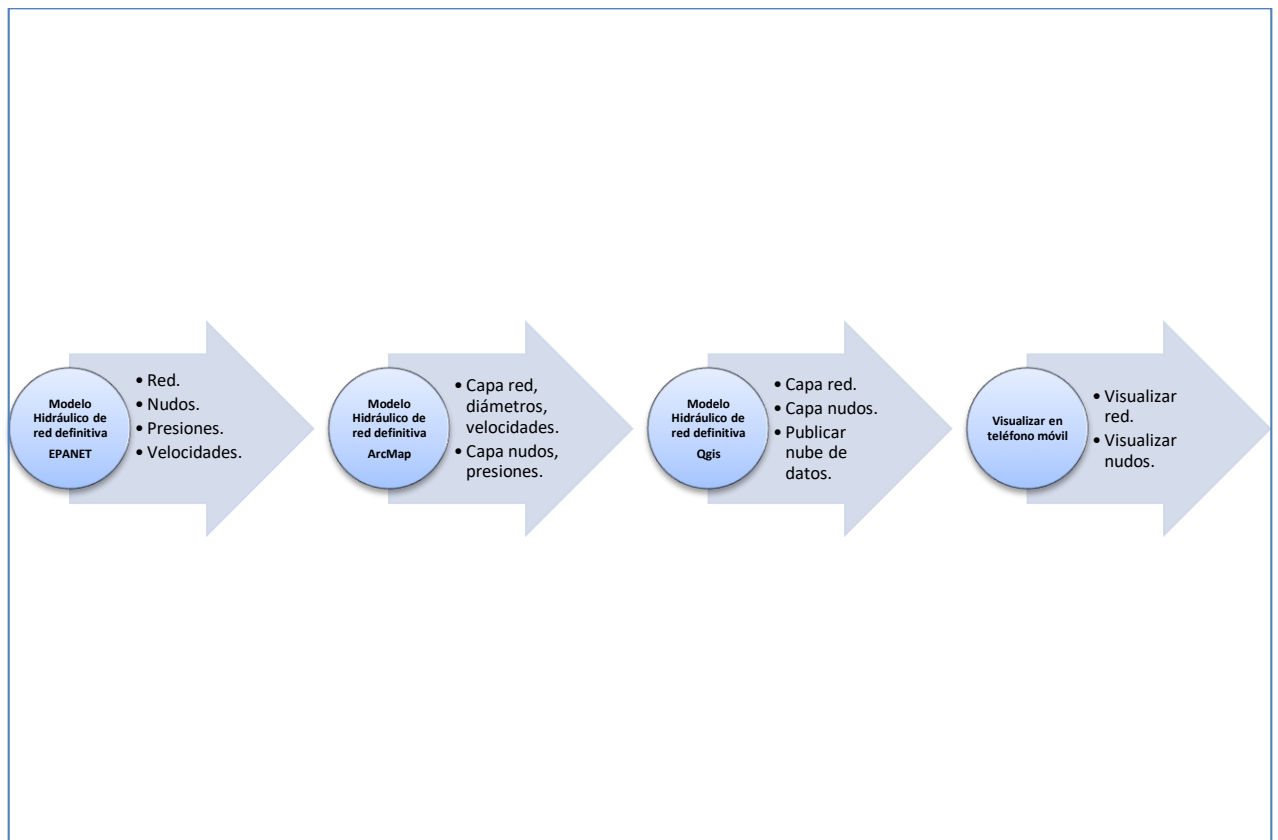 Modelo
Hidráulico de
red definitiva
EPANET
• Red.
• Nudos.
• Presiones.
• Velocidades.
Modelo
Hidráulico de
red definitiva
ArcMap
• Capa red,
diámetros,
velocidades.
• Capa nudos,
presiones.
Modelo
Hidráulico de
red definitiva
Qgis
• Capa red.
• Capa nudos.
• Publicar
nube de
datos.
Visualizar en
teléfono móvil
• Visualizar
red.
• Visualizar
nudos.